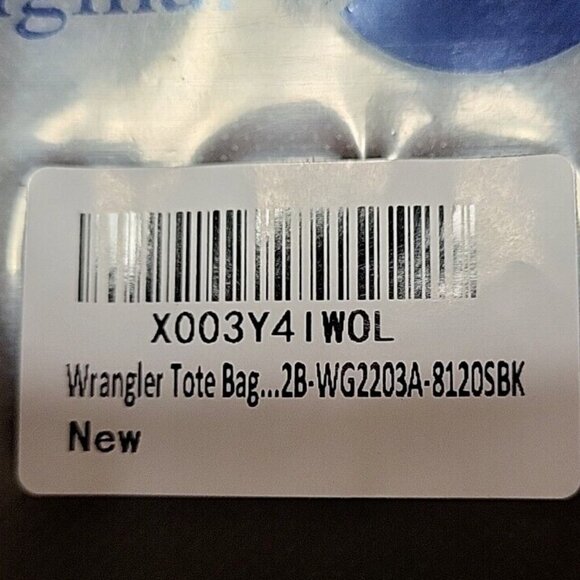 X003Y4IWOL
Wrangler Tote Bag...2B-WG2203A-8120SBK
New